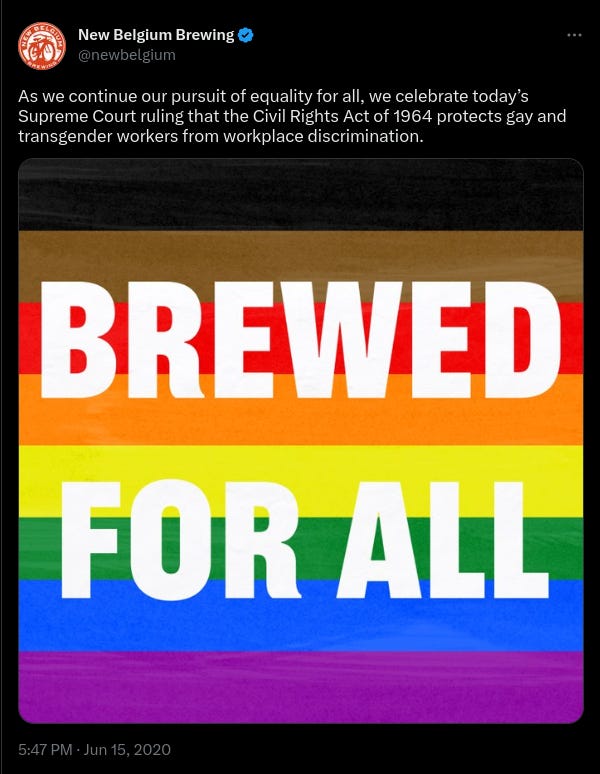 New Belgium Brewing
@newbelgium
As we continue our pursuit of equality for all, we celebrate today’s
Supreme Court ruling that the Civil Rights Act of 1964 protects gay and
transgender workers from workplace discrimination.
BREWED
FOR ALL
5:47 PM · Jun 15, 2020